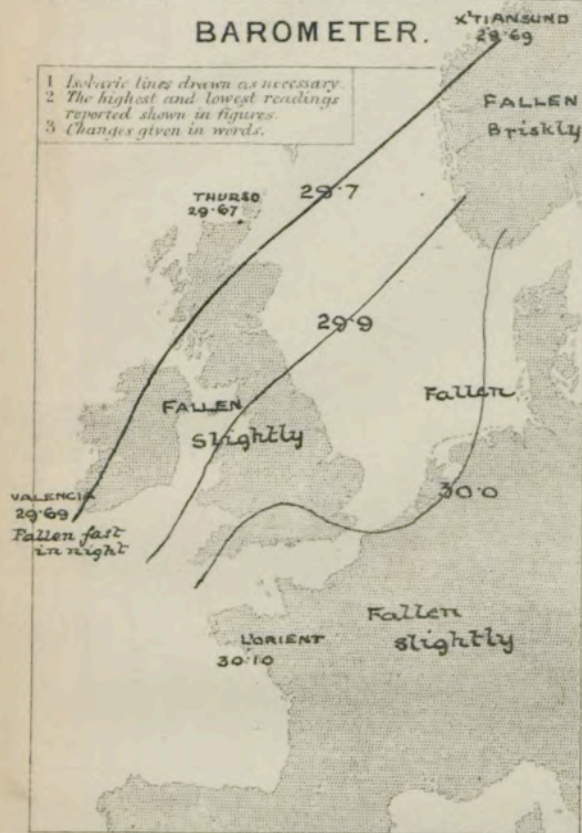 BAROMETER.
X'TIANSUND
29·69
1 Isobaric lines drawn as necessary.
2 The highest and lowest readings
reported shown in figures.
3 Changes given in words.
FALLEN
Briskly
THURSO
29·67
29·7
29·9
FALLEN
slightly
Fallen
VALENCIA
29·69
Fallen fast
in night
30·0
Fallen
slightly
L'ORIENT
30·10